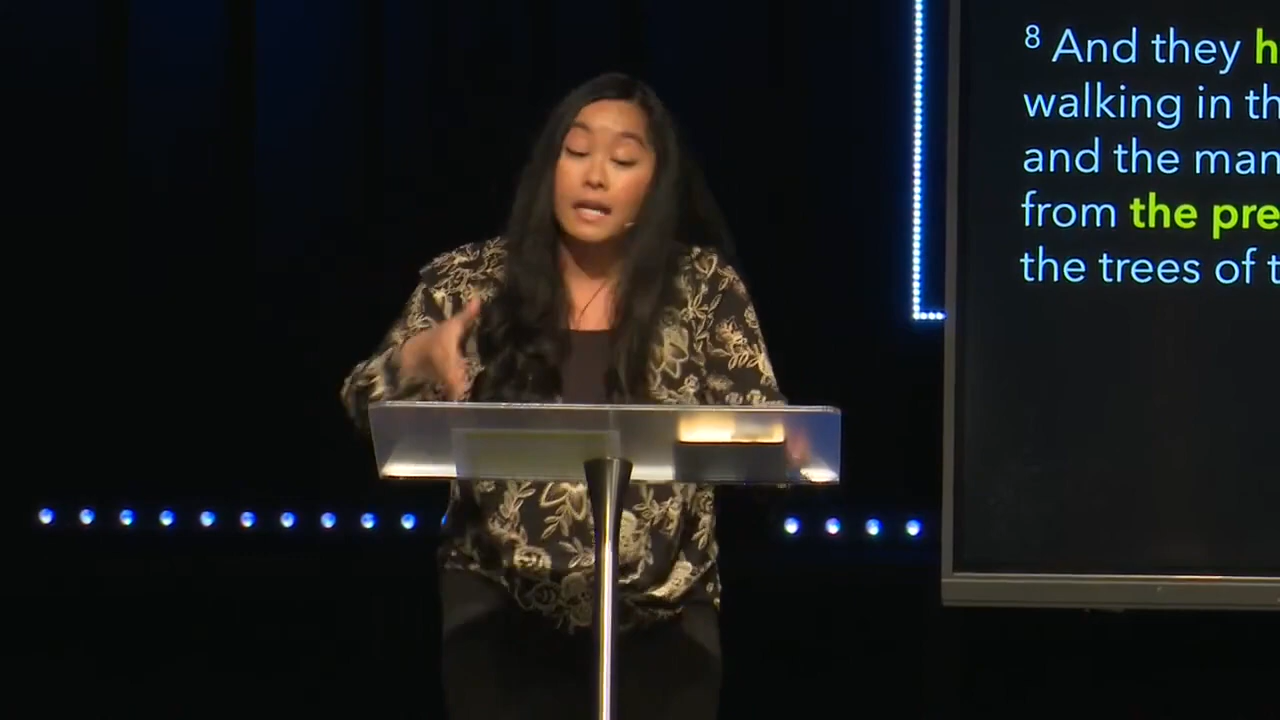 8 And they
walking in
and the man
from the
the trees of